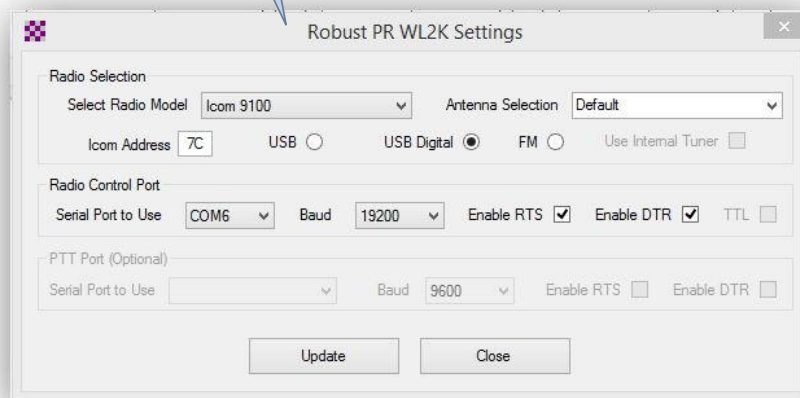 Robust PR WL2K Settings
Radio Selection
Select Radio Model Icom 9100 Antenna Selection Default
Icom Address 7C USB USB Digital FM Use Internal Tuner
Radio Control Port
Serial Port to Use COM6 Baud 19200 Enable RTS Enable DTR TTL
PTT Port (Optional)
Serial Port to Use Baud 9600 Enable RTS Enable DTR
Update Close